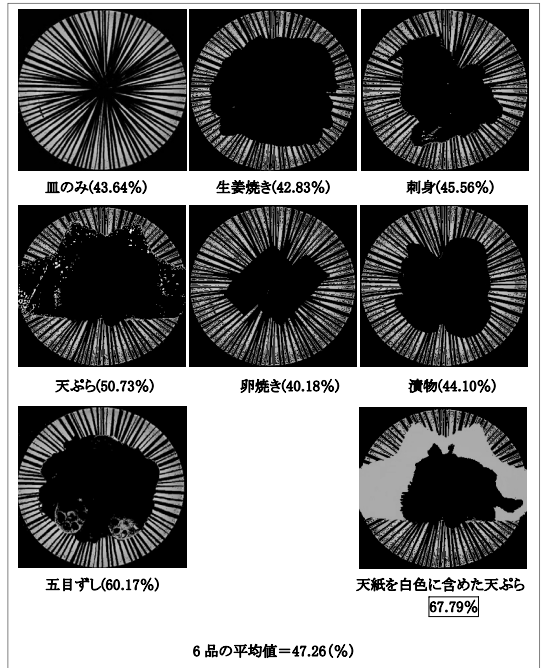 皿のみ(43.64%)
生姜焼き(42.83%)
刺身(45.56%)
天ぷら(50.73%)
卵焼き(40.18%)
漬物(44.10%)
五目ずし(60.17%)
天紙を白色に含めた天ぷら
67.79%
6品の平均値=47.26(%)